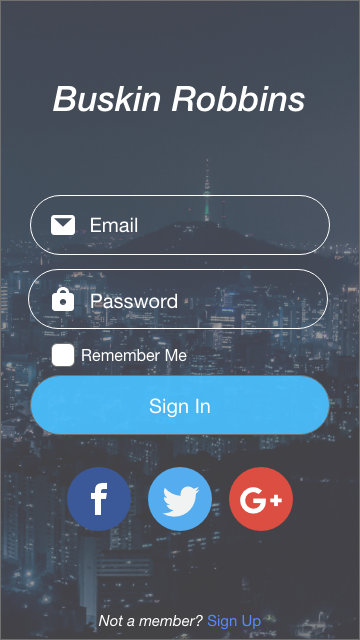 Buskin Robbins
Email
Password
Remember Me
Sign In
f
G+
Not a member? Sign Up